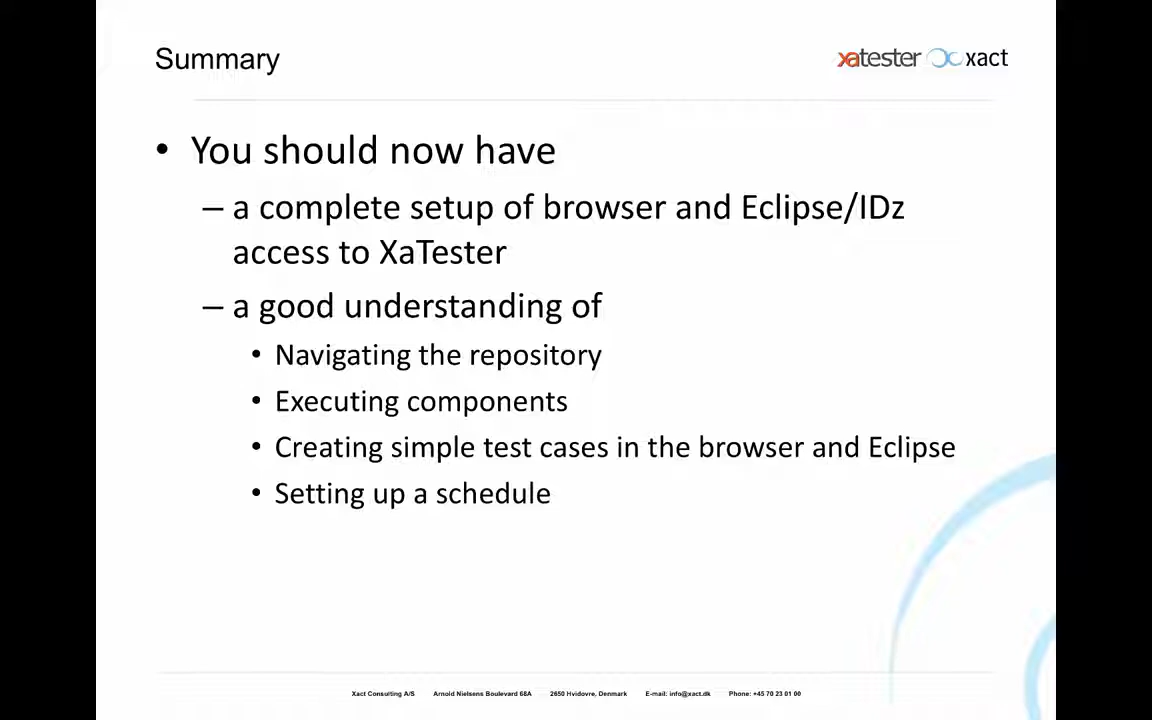 Summary
xatester xact
• You should now have
– a complete setup of browser and Eclipse/IDz
access to XaTester
– a good understanding of
• Navigating the repository
• Executing components
• Creating simple test cases in the browser and Eclipse
• Setting up a schedule
Xact Consulting A/S Arnold Nielsens Boulevard 68A 2650 Hvidovre, Denmark E-mail: info@xact.dk Phone: +45 70 23 01 00